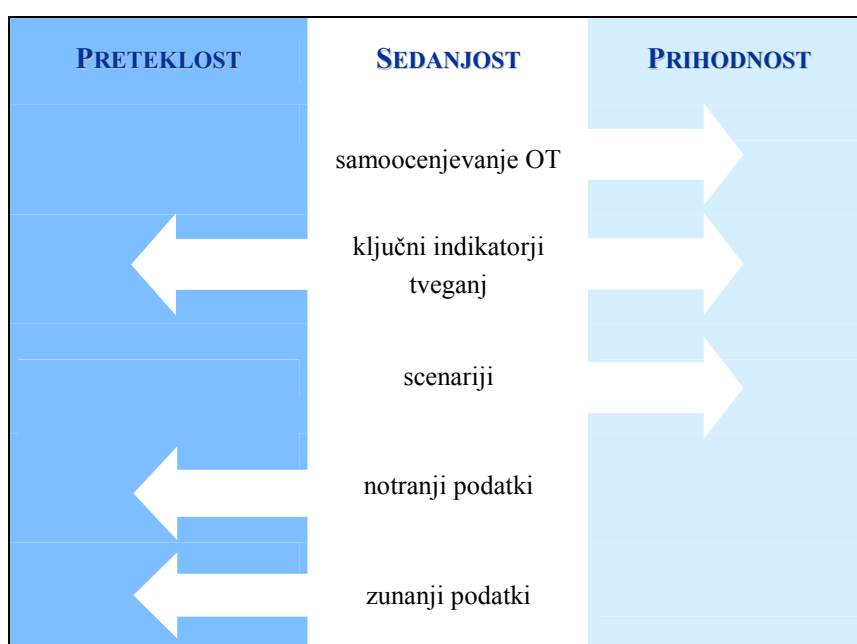 PRETEKLOST SEDANJOST PRIHODNOST
samoocenjevanje OT
ključni indikatorji
tveganj
scenariji
notranji podatki
zunanji podatki